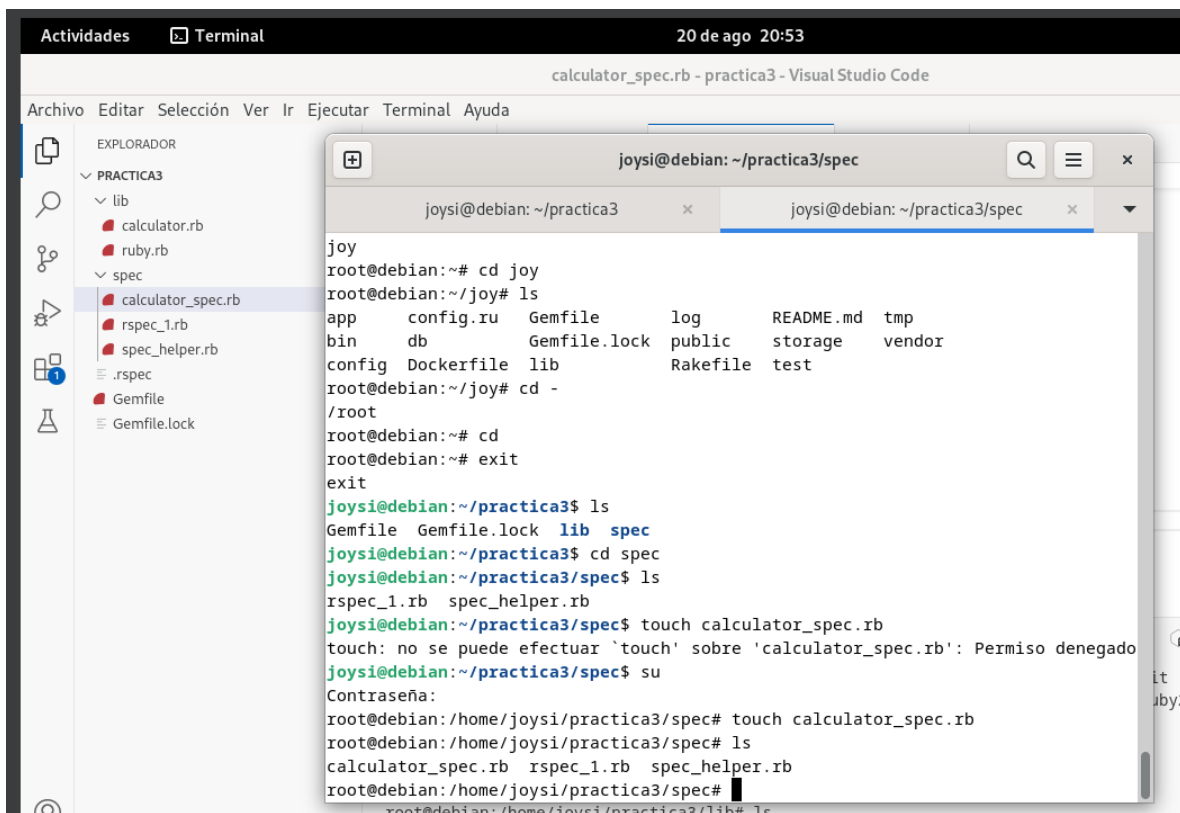 Actividades Terminal 20 de ago 20:53
calculator_spec.rb - practica3 - Visual Studio Code
Archivo Editar Selección Ver Ir Ejecutar Terminal Ayuda
EXPLORADOR
PRACTICA3
lib
calculator.rb
ruby.rb
spec
calculator_spec.rb
rspec_1.rb
spec_helper.rb
.rspec
Gemfile
Gemfile.lock
1
joysi@debian: ~/practica3/spec
joysi@debian: ~/practica3 joysi@debian: ~/practica3/spec
joy
root@debian:~# cd joy
root@debian:~/joy# ls
app config.ru Gemfile log README.md tmp
bin db Gemfile.lock public storage vendor
config Dockerfile lib Rakefile test
root@debian:~/joy# cd -
/root
root@debian:~# cd
root@debian:~# exit
exit
joysi@debian:~/practica3$ ls
Gemfile Gemfile.lock lib spec
joysi@debian:~/practica3$ cd spec
joysi@debian:~/practica3/spec$ ls
rspec_1.rb spec_helper.rb
joysi@debian:~/practica3/spec$ touch calculator_spec.rb
touch: no se puede efectuar `touch' sobre 'calculator_spec.rb': Permiso denegado
joysi@debian:~/practica3/spec$ su
Contraseña:
root@debian:/home/joysi/practica3/spec# touch calculator_spec.rb
root@debian:/home/joysi/practica3/spec# ls
calculator_spec.rb rspec_1.rb spec_helper.rb
root@debian:/home/joysi/practica3/spec#
root@debian:/home/joysi/practica3/lib# ls